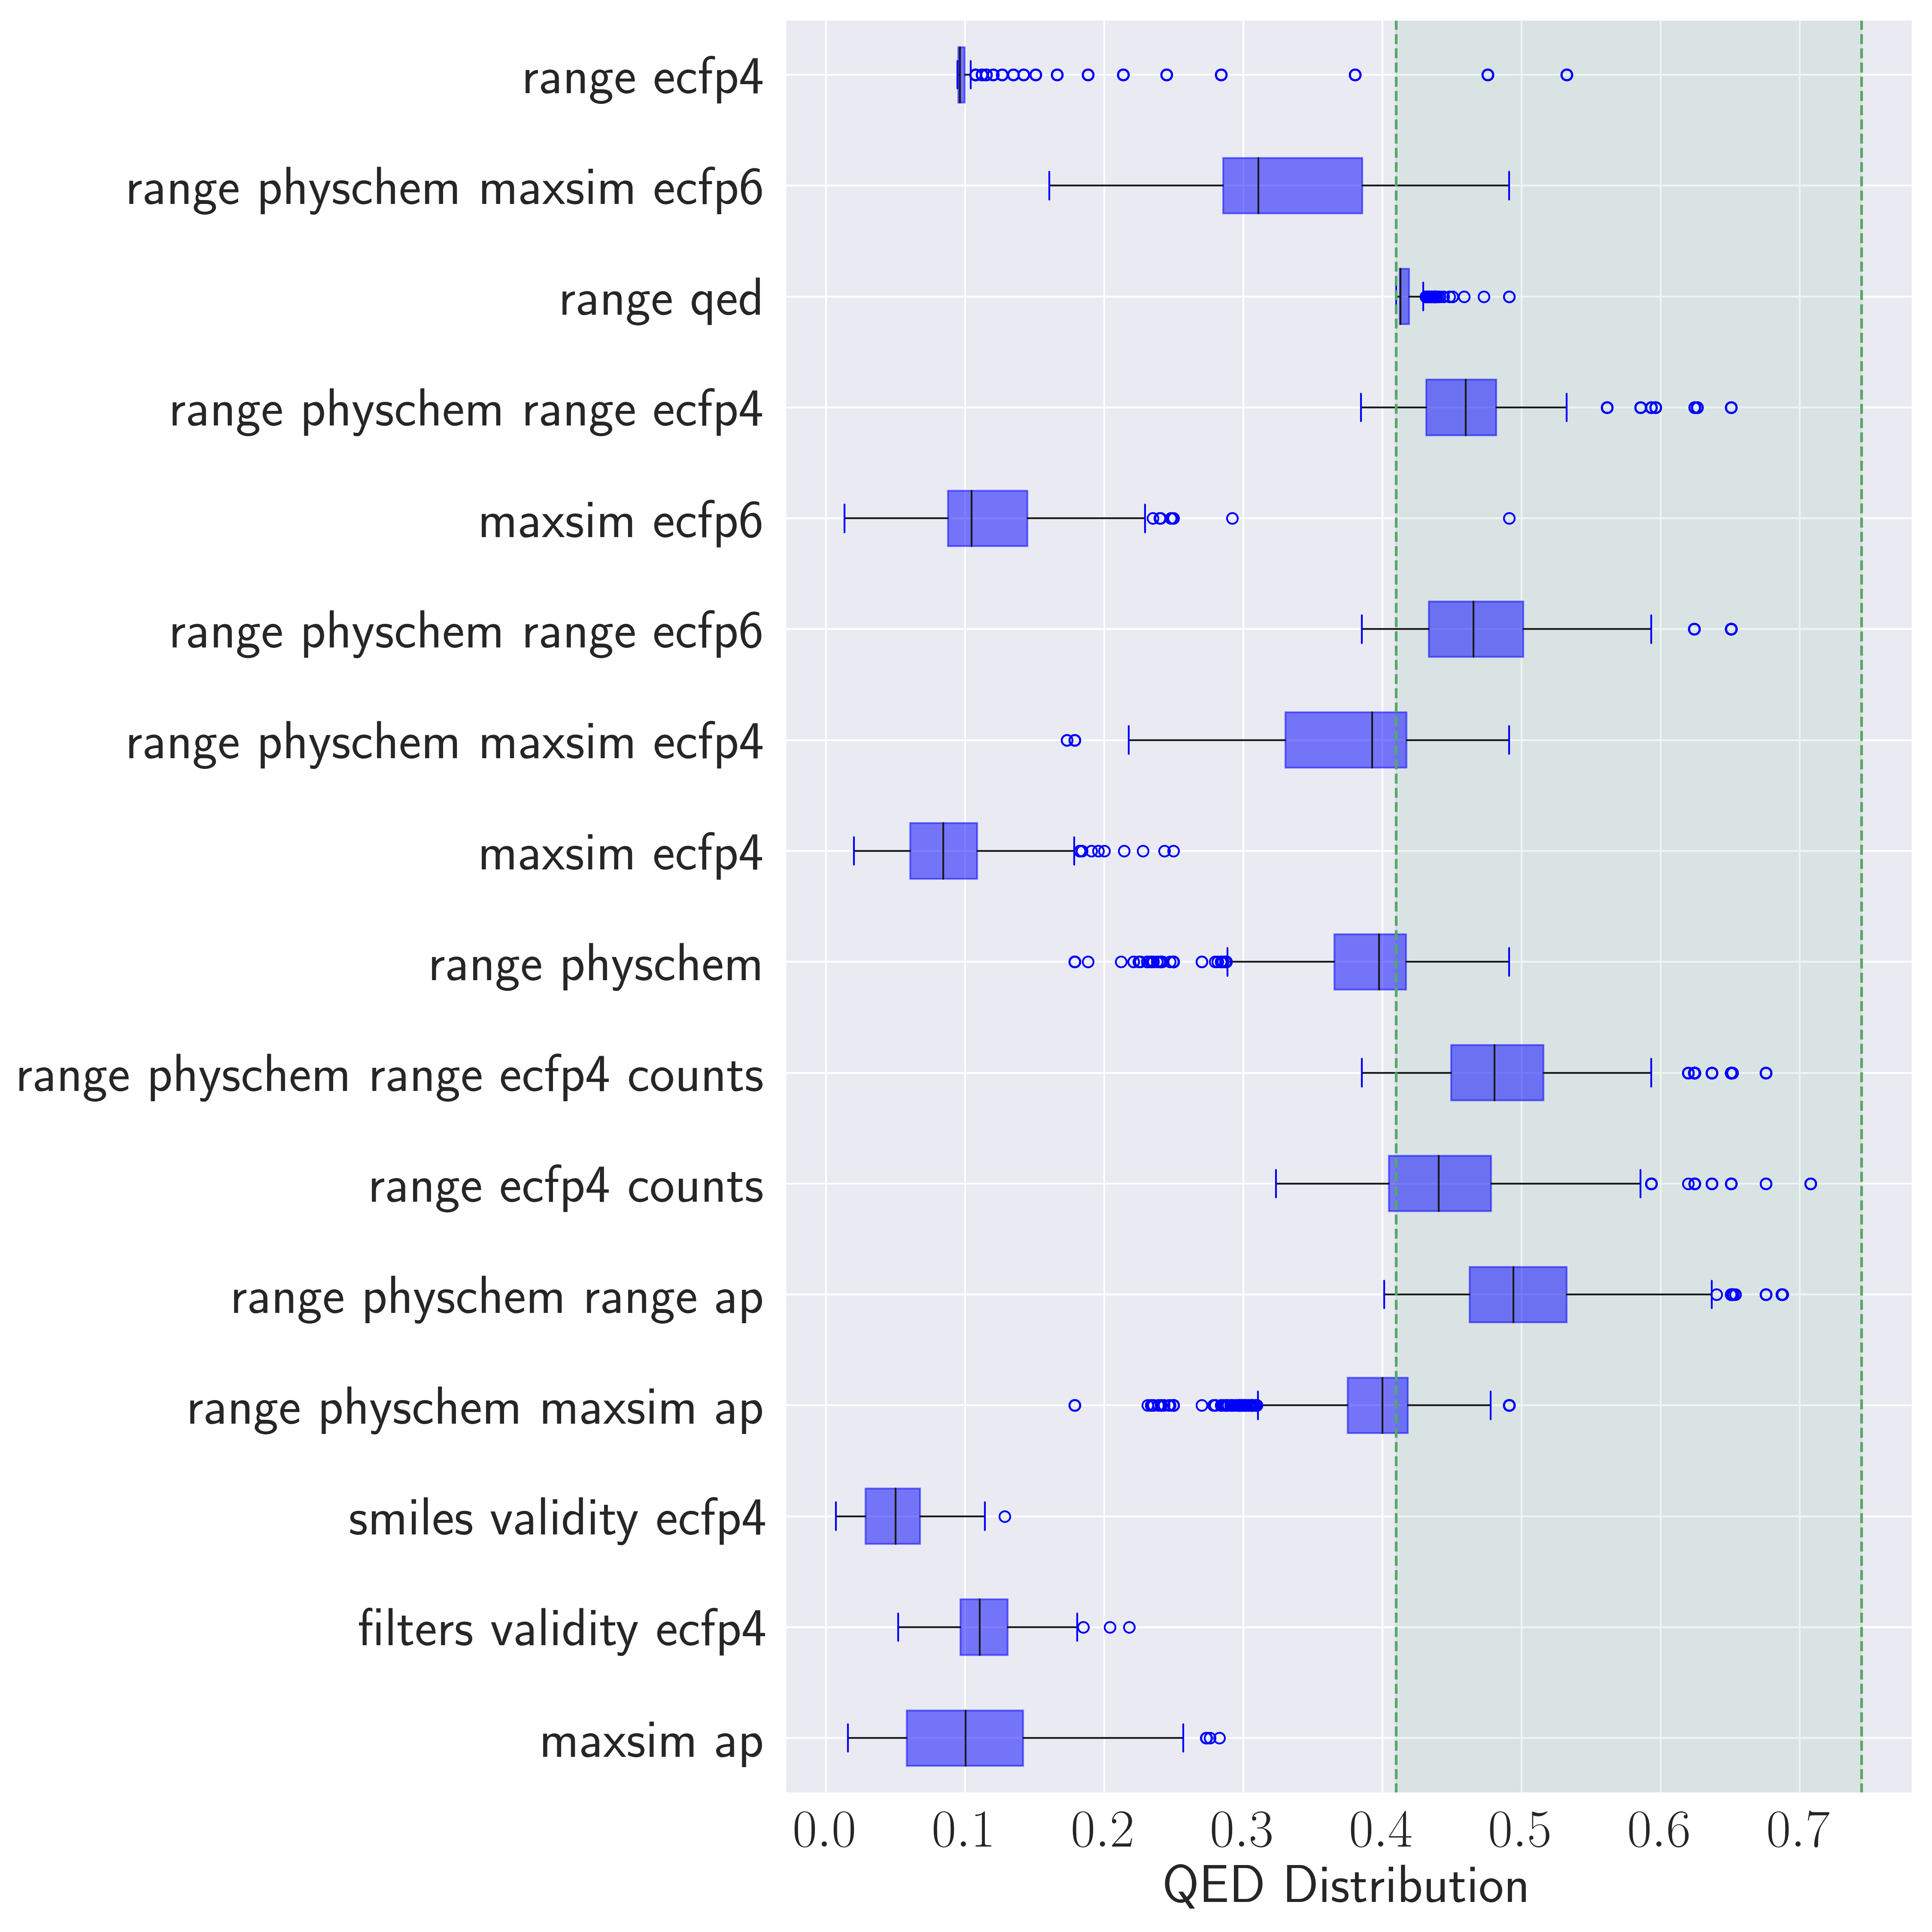 range ecfp4
range physchem maxsim ecfp6
range qed
range physchem range ecfp4
maxsim ecfp6
range physchem range ecfp6
range physchem maxsim ecfp4
maxsim ecfp4
range physchem
range physchem range ecfp4 counts
range ecfp4 counts
range physchem range ap
range physchem maxsim ap
smiles validity ecfp4
filters validity ecfp4
maxsim ap
0.0 0.1 0.2 0.3 0.4 0.5 0.6 0.7
QED Distribution